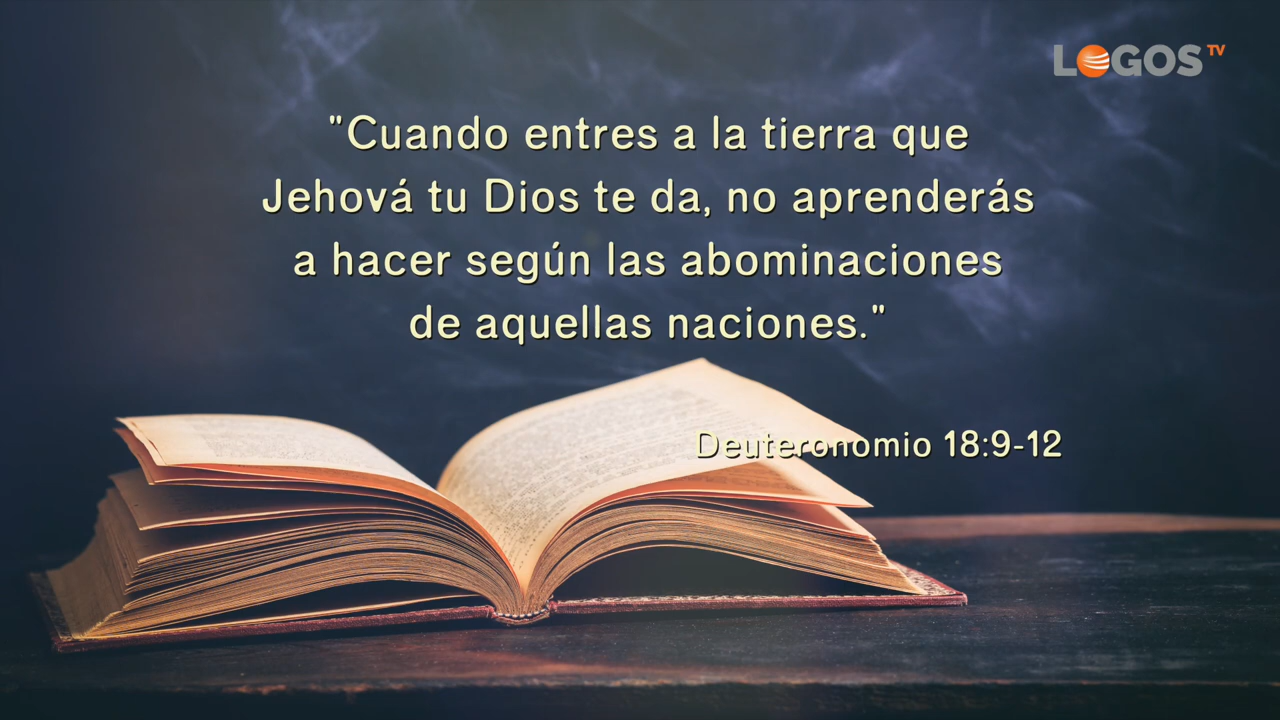 LOGOS TV
"Cuando entres a la tierra que
Jehová tu Dios te da, no aprenderás
a hacer según las abominaciones
de aquellas naciones."
Deuteronomio 18:9-12